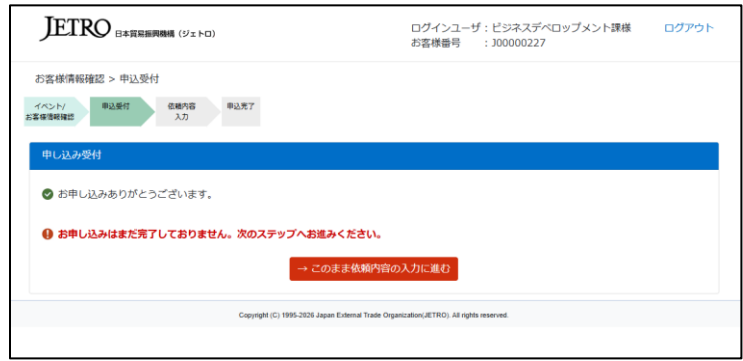 JETRO 日本貿易振興機構（ジェトロ）
ログインユーザ：ビジネスデベロップメント課様
ログアウト
お客様番号 ：J00000227
お客様情報確認 > 申込受付
イベント/
お客様情報確認
申込受付
依頼内容
入力
申込完了
申し込み受付
お申し込みありがとうございます。
お申し込みはまだ完了しておりません。次のステップへお進みください。
→ このまま依頼内容の入力に進む
Copyright (C) 1995-2026 Japan External Trade Organization(JETRO). All rights reserved.